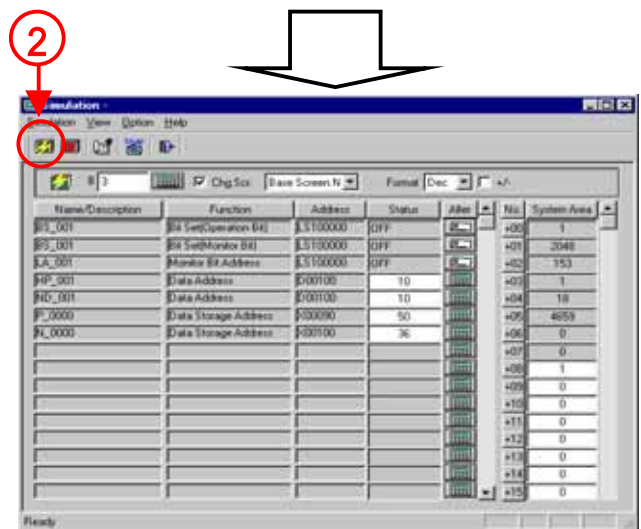 2
Simulation -
Simulation View Option Help
B 3 Chg Scr. Base Screen N Format Dec +/-
Name/Description Function Address Status Alter No. System Area
BS_001 Bit Set(Operation Bit) LS100000 OFF +00 1
BS_001 Bit Set(Monitor Bit) LS100000 OFF +01 2048
LA_001 Monitor Bit Address LS100000 OFF +02 153
HP_001 Data Address D00100 10 +03 1
ND_001 Data Address D00100 10 +04 18
P_0000 Data Storage Address 50 +05 4659
N_0000 Data Storage Address 36 +06 0
+07 0
+08 1
+09 0
+10 0
+11 0
+12 0
+13 0
+14 0
+15 0
Ready